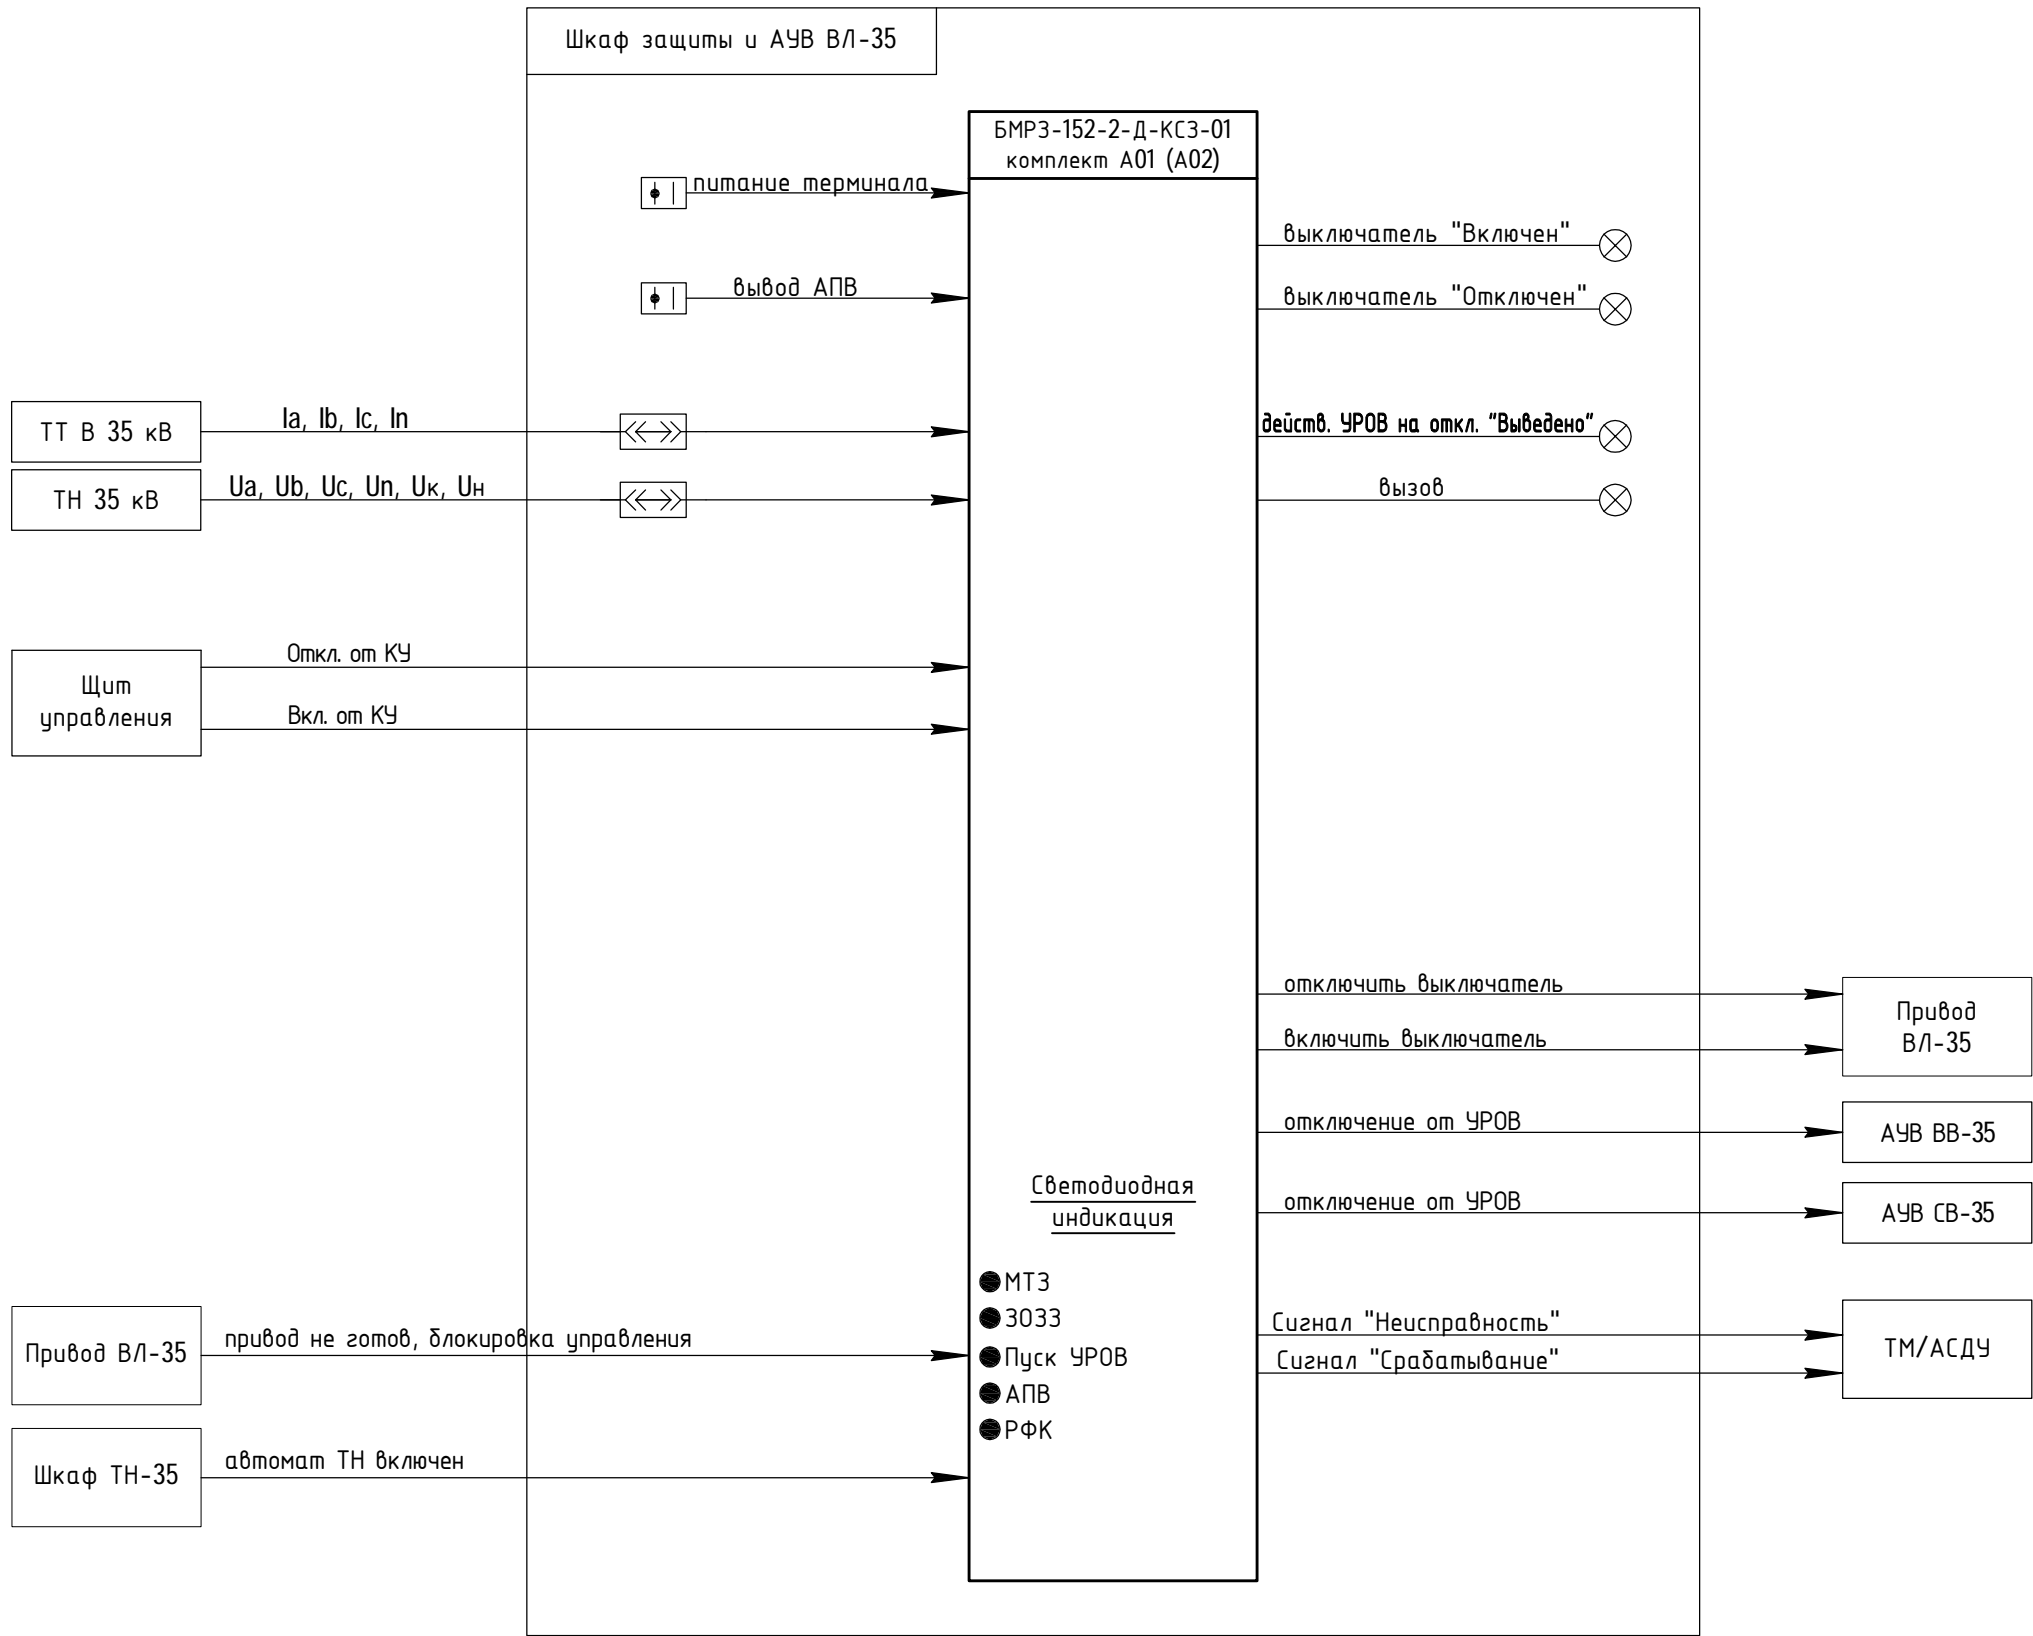 Шкаф защиты и АУВ ВЛ-35
БМРЗ-152-2-Д-КСЗ-01
комплект А01 (А02)
питание терминала
вывод АПВ
ТТ В 35 кВ
Ia, Ib, Ic, In
ТН 35 кВ
Ua, Ub, Uc, Un, Uк, Uн
Щит
управления
Откл. от КУ
Вкл. от КУ
выключатель "Включен"
выключатель "Отключен"
действ. УРОВ на откл. "Выведено"
вызов
отключить выключатель
включить выключатель
Привод
ВЛ-35
отключение от УРОВ
АУВ ВВ-35
отключение от УРОВ
АУВ СВ-35
Светодиодная
индикация
МТЗ
ЗОЗЗ
Пуск УРОВ
АПВ
РФК
Привод ВЛ-35
привод не готов, блокировка управления
Шкаф ТН-35
автомат ТН включен
Сигнал "Неисправность"
Сигнал "Срабатывание"
ТМ/АСДУ